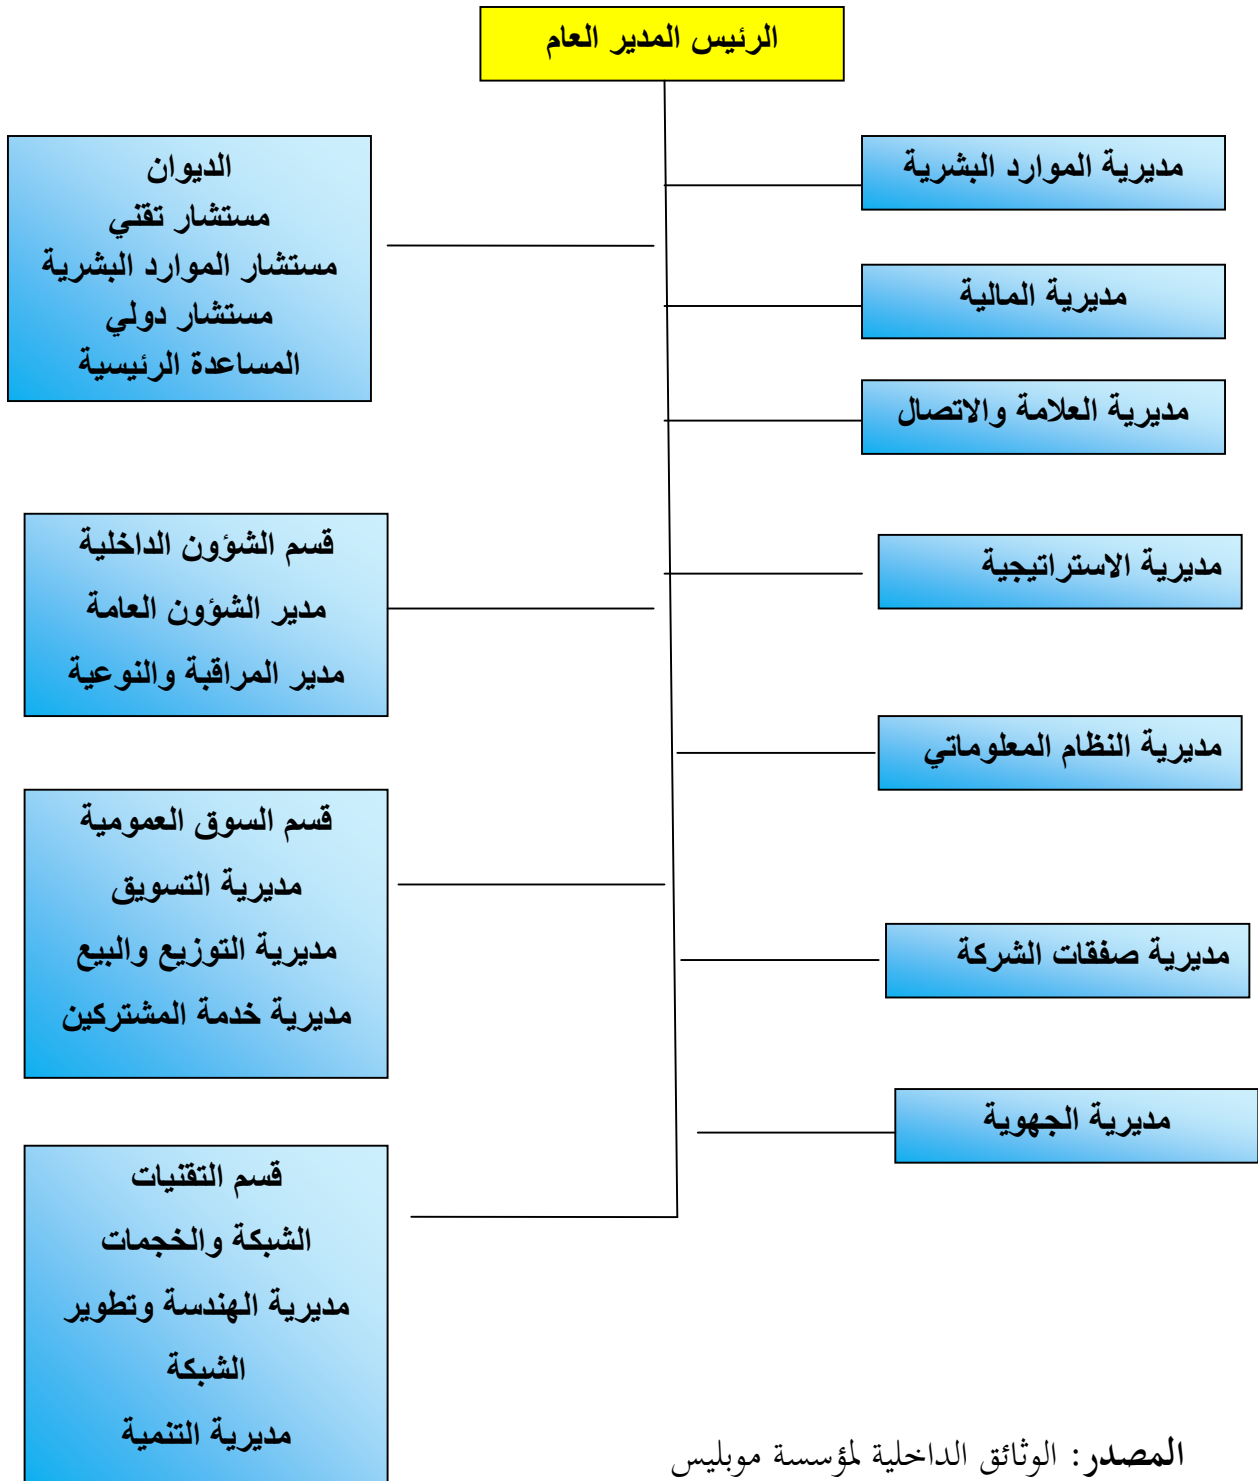 الرئيس المدير العام
مديرية الموارد البشرية
مديرية المالية
مديرية العلامة والاتصال
مديرية الاستراتيجية
مديرية النظام المعلوماتي
مديرية صفقات الشركة
مديرية الجهوية
الديوان
مستشار تقني
مستشار الموارد البشرية
مستشار دولي
المساعدة الرئيسية
قسم الشؤون الداخلية
مدير الشؤون العامة
مدير المراقبة والنوعية
قسم السوق العمومية
مديرية التسويق
مديرية التوزيع والبيع
مديرية خدمة المشتركين
قسم التقنيات
الشبكة والخجمات
مديرية الهندسة وتطوير
الشبكة
مديرية التنمية
المصدر: الوثائق الداخلية لمؤسسة موبليس